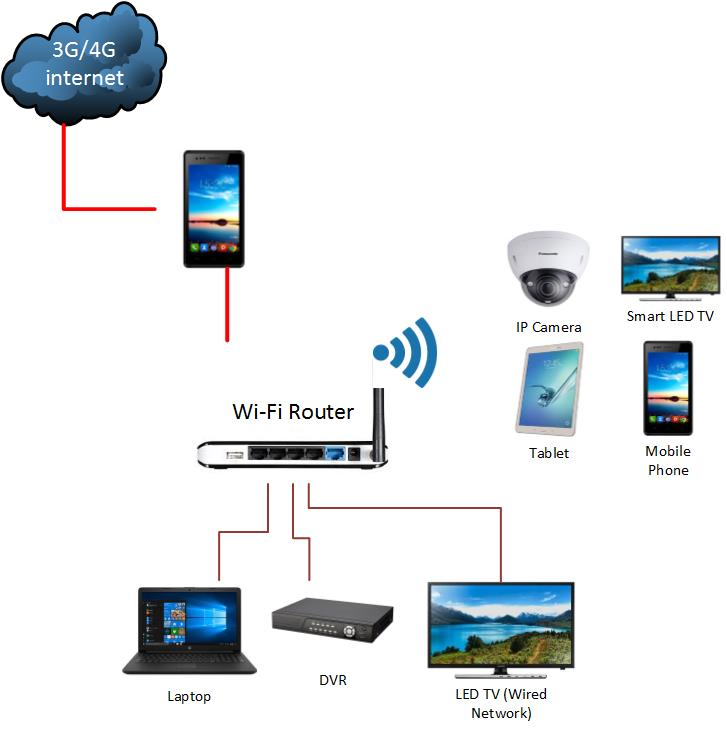 3G/4G
internet
Panasonic
IP Camera
Smart LED TV
Wi-Fi Router
Tablet
Mobile
Phone
Laptop
DVR
LED TV (Wired
Network)